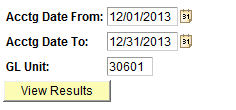 Acctg Date From: 12/01/2013
Acctg Date To: 12/31/2013
GL Unit: 30601
View Results